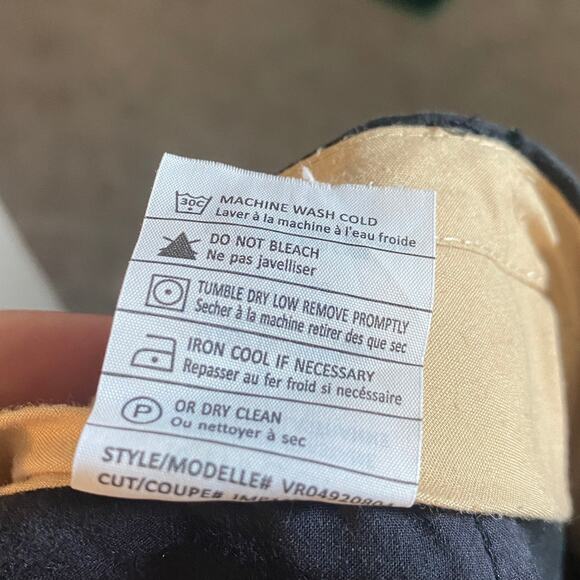 30C MACHINE WASH COLD
Laver à la machine à l'eau froide
DO NOT BLEACH
Ne pas javelliser
TUMBLE DRY LOW REMOVE PROMPTLY
Secher à la machine retirer des que sec
IRON COOL IF NECESSARY
Repasser au fer froid si nécéssaire
P OR DRY CLEAN
Ou nettoyer à sec
STYLE/MODELLE# VR0492080
CUT/COUPE#